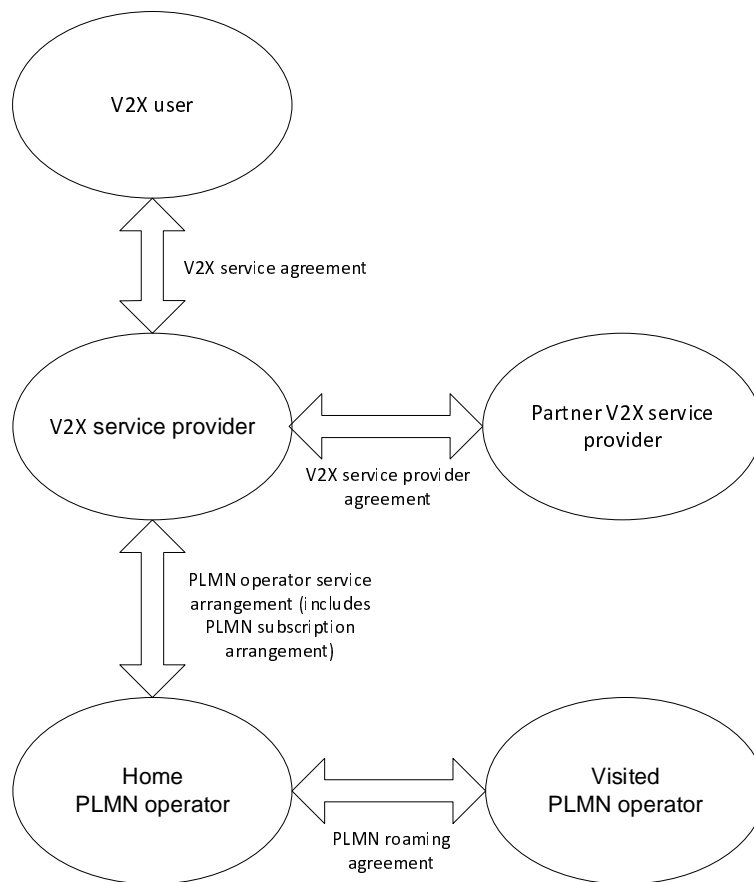 V2X user
V2X service agreement
V2X service provider
Partner V2X service
provider
V2X service provider
agreement
PLMN operator service
arrangement (includes
PLMN subscription
arrangement)
Home
PLMN operator
Visited
PLMN operator
PLMN roaming
agreement